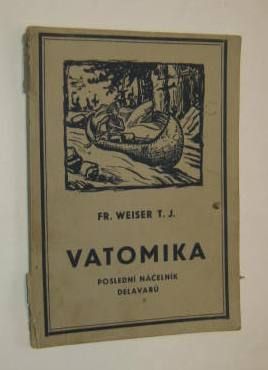 FR. WEISER T. J.
VATOMIKA
POSLEDNÍ NÁČELNÍK
DELAVARŮ